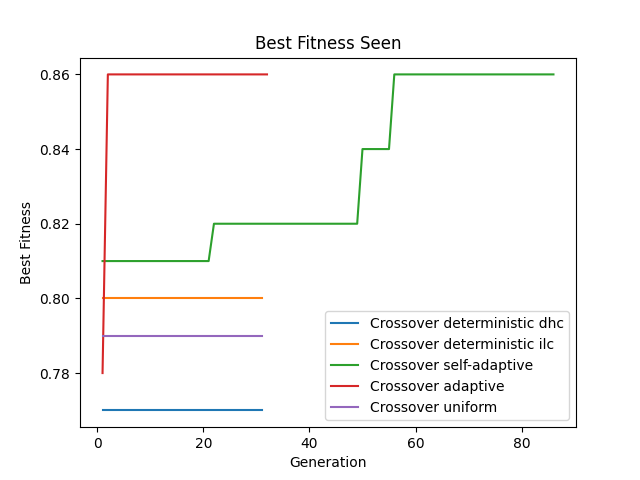 Best Fitness Seen
Best Fitness
0.86
0.84
0.82
0.80
0.78
0
20
40
60
80
Generation
Crossover deterministic dhc
Crossover deterministic ilc
Crossover self-adaptive
Crossover adaptive
Crossover uniform